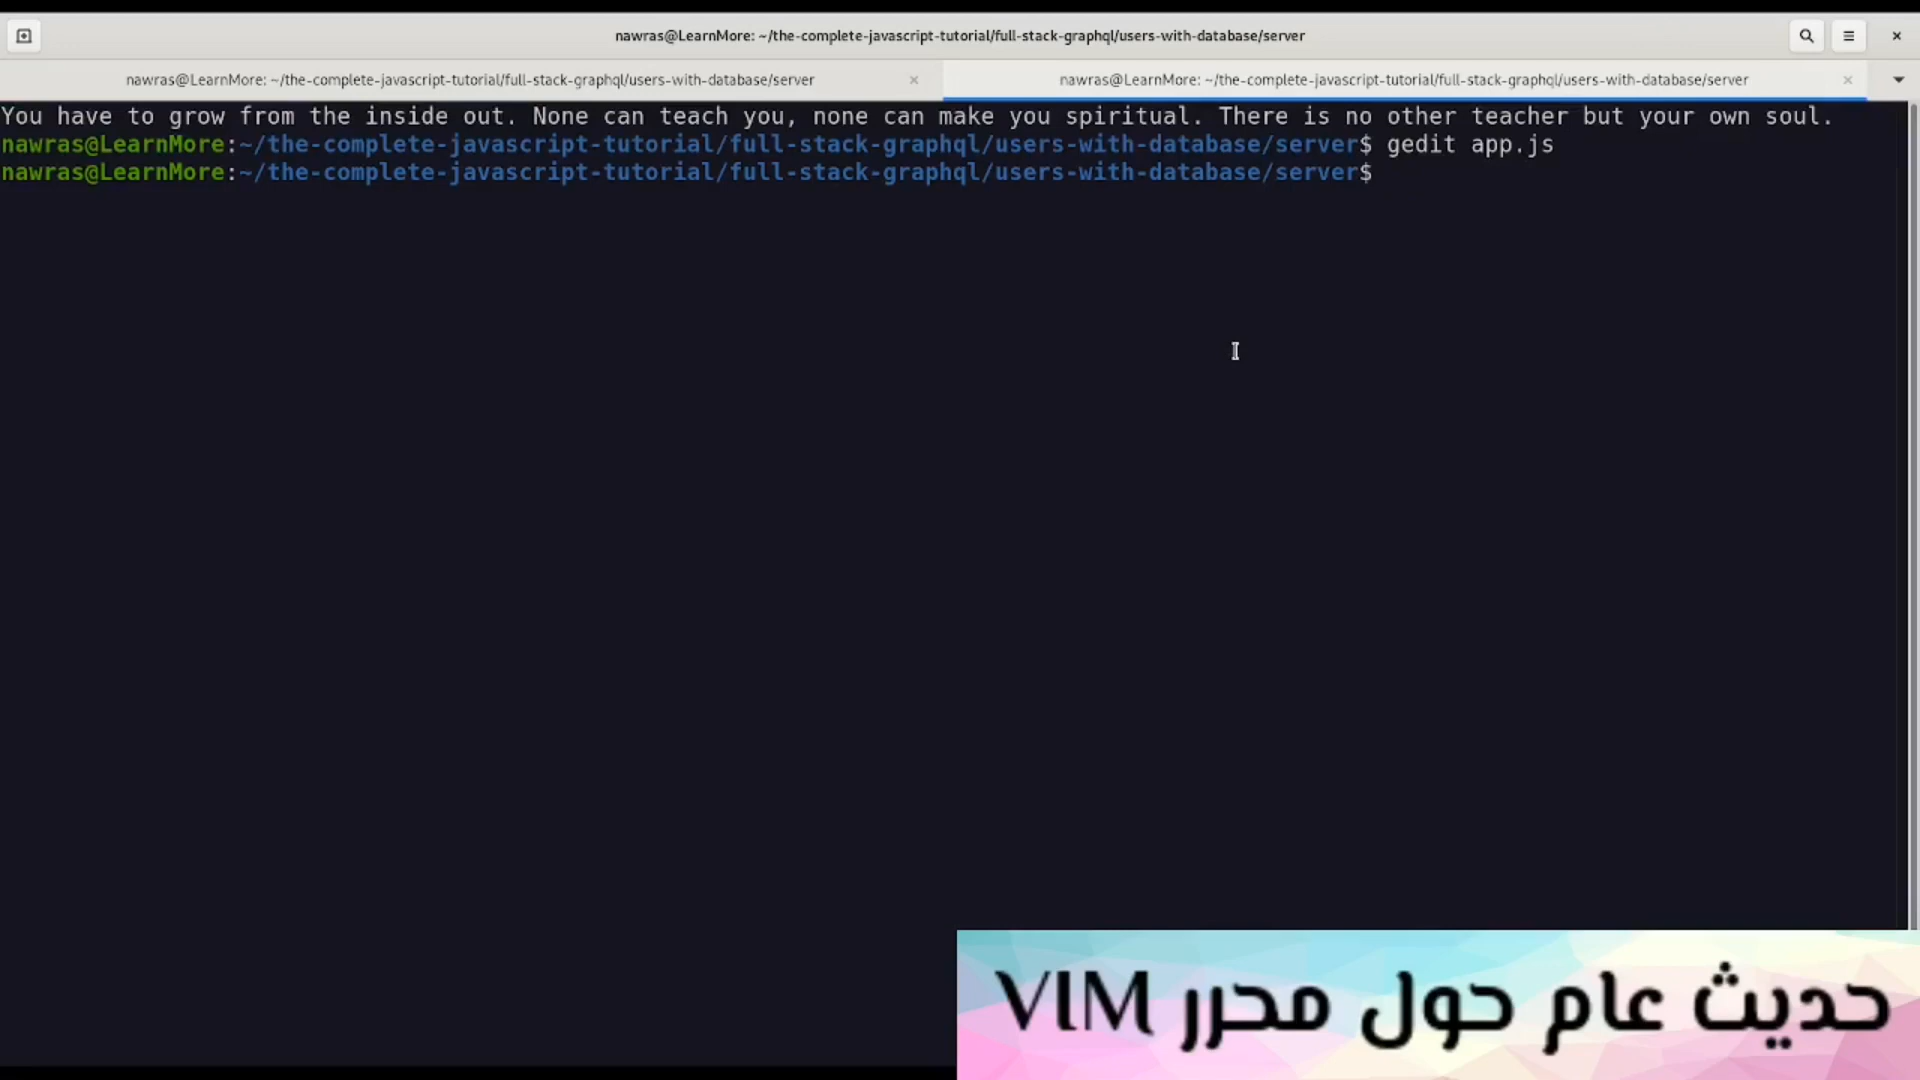 nawras@LearnMore: ~/the-complete-javascript-tutorial/full-stack-graphql/users-with-database/server
nawras@LearnMore: ~/the-complete-javascript-tutorial/full-stack-graphql/users-with-database/server
nawras@LearnMore: ~/the-complete-javascript-tutorial/full-stack-graphql/users-with-database/server
You have to grow from the inside out. None can teach you, none can make you spiritual. There is no other teacher but your own soul.
nawras@LearnMore:~/the-complete-javascript-tutorial/full-stack-graphql/users-with-database/server$ gedit app.js
nawras@LearnMore:~/the-complete-javascript-tutorial/full-stack-graphql/users-with-database/server$
حديث عام حول محرر VIM